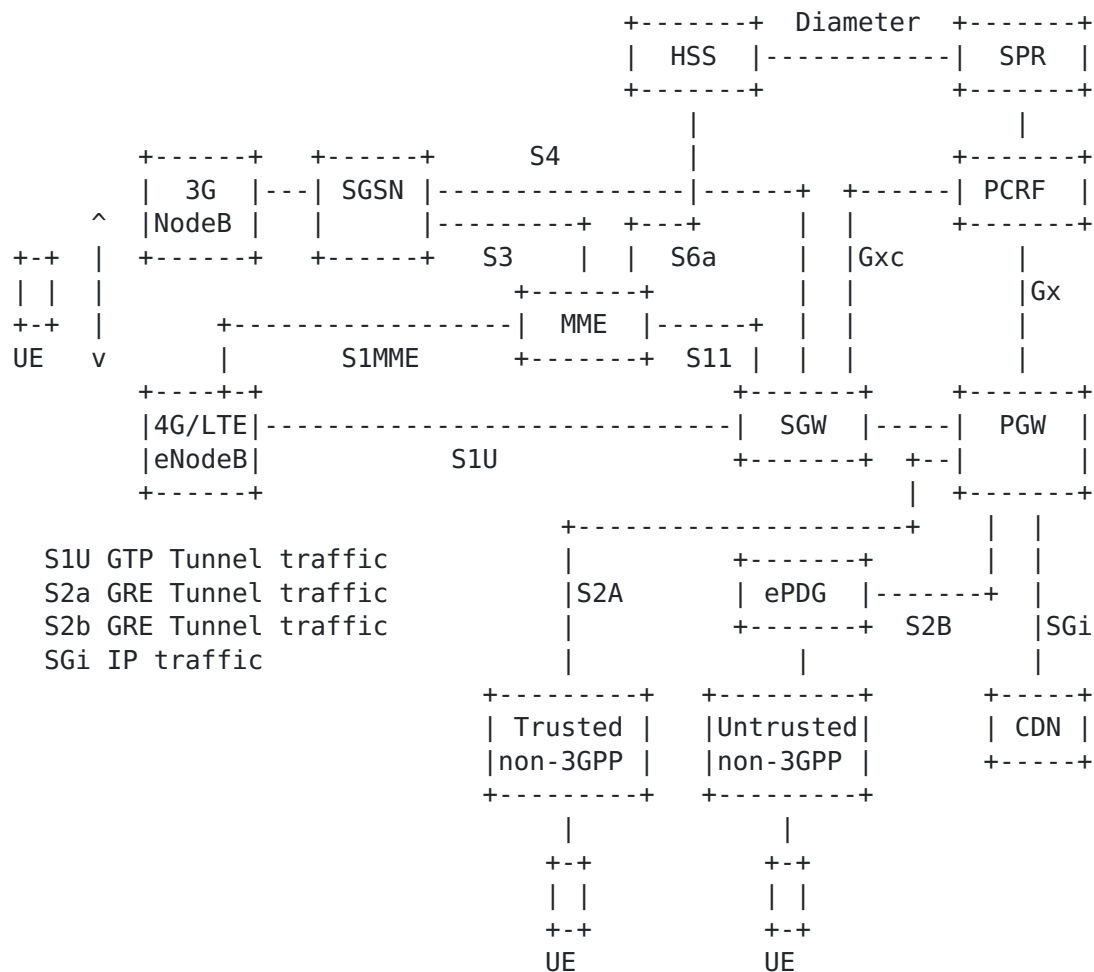 Diameter
HSS SPR
S4
3G SGSN PCRF
NodeB
S3 S6a Gxc
Gx
MME
UE S1MME S11
4G/LTE SGW PGW
eNodeB S1U
S1U GTP Tunnel traffic
S2a GRE Tunnel traffic S2A ePDG
S2b GRE Tunnel traffic S2B SGi
SGi IP traffic
Trusted Untrusted CDN
non-3GPP non-3GPP
UE UE